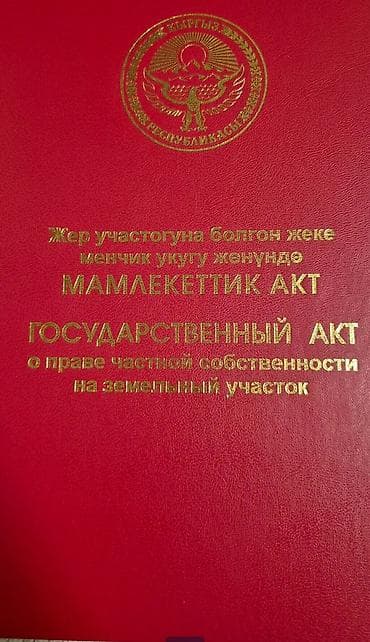 КЫРГЫЗ
РЕСПУБЛИКАСЫ
Жер участогуна болгон жеке
менчик укугу жөнүндө
МАМЛЕКЕТТИК АКТ
ГОСУДАРСТВЕННЫЙ АКТ
о праве частной собственности
на земельный участок